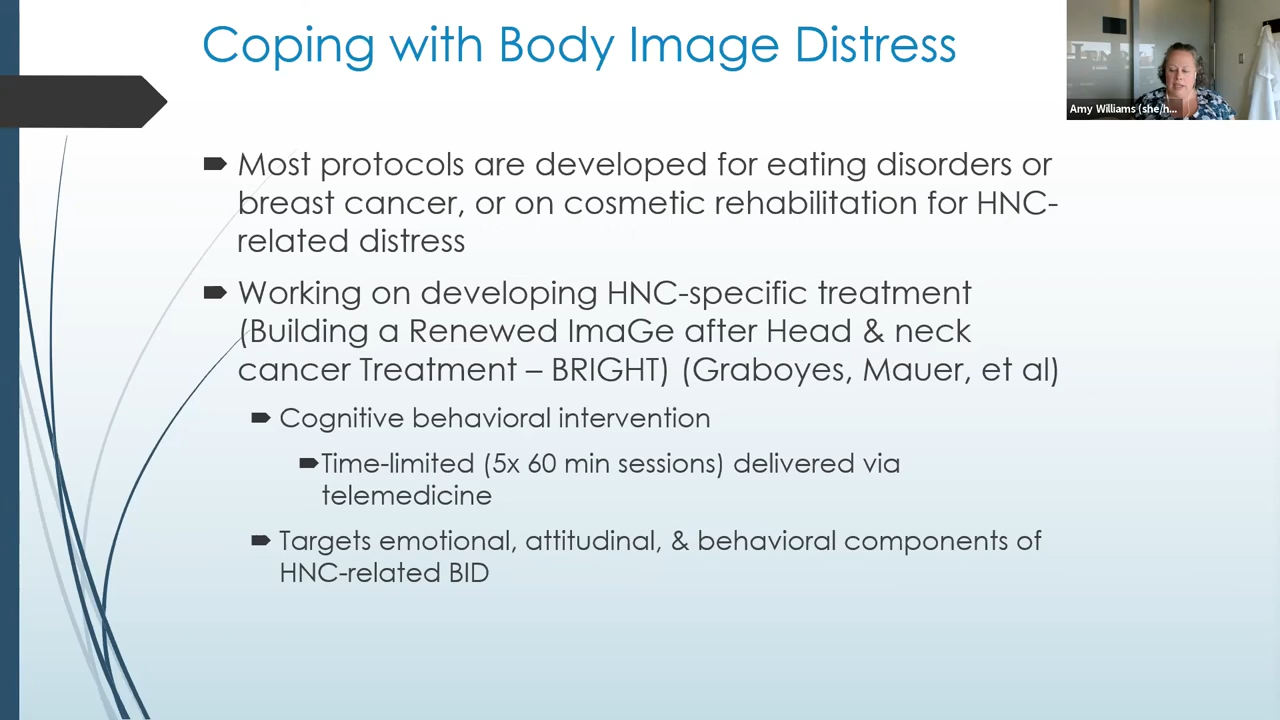 Coping with Body Image Distress
Amy Williams (she/h...
Most protocols are developed for eating disorders or
breast cancer, or on cosmetic rehabilitation for HNC-
related distress
Working on developing HNC-specific treatment
(Building a Renewed ImaGe after Head & neck
cancer Treatment – BRIGHT) (Graboyes, Mauer, et al)
Cognitive behavioral intervention
Time-limited (5x 60 min sessions) delivered via
telemedicine
Targets emotional, attitudinal, & behavioral components of
HNC-related BID